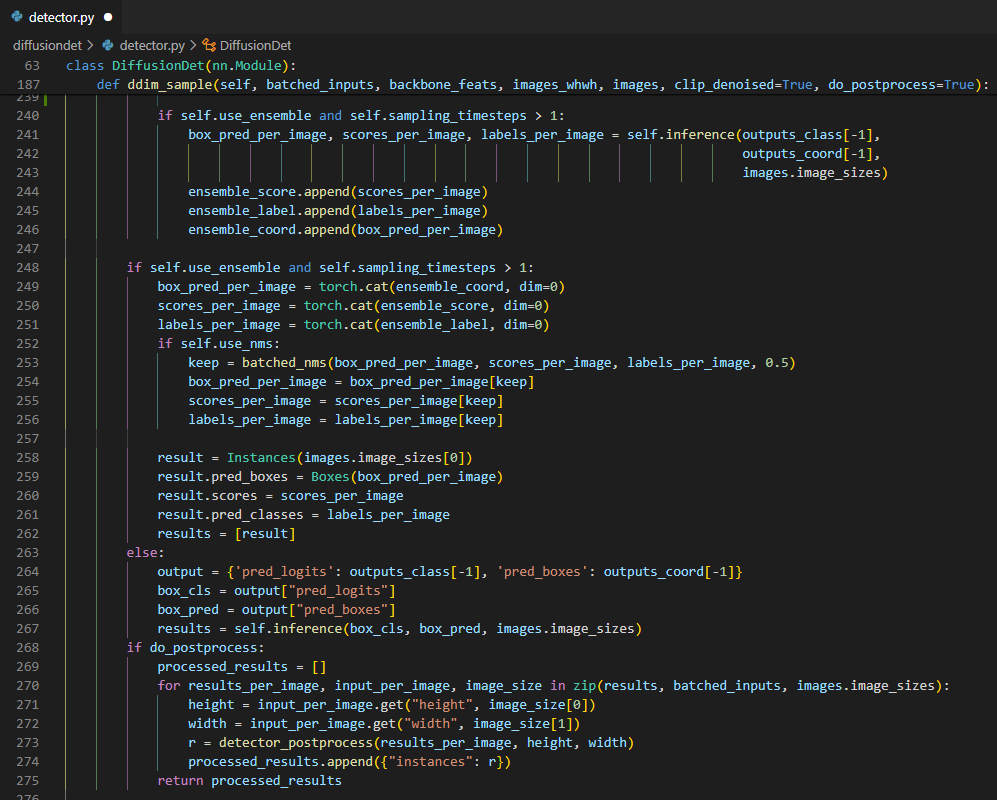 detector.py
diffusiondet > detector.py > DiffusionDet
63 class DiffusionDet(nn.Module):
187 def ddim_sample(self, batched_inputs, backbone_feats, images_whwh, images, clip_denoised=True, do_postprocess=True):
239
240 if self.use_ensemble and self.sampling_timesteps > 1:
241 box_pred_per_image, scores_per_image, labels_per_image = self.inference(outputs_class[-1],
242 outputs_coord[-1],
243 images.image_sizes)
244 ensemble_score.append(scores_per_image)
245 ensemble_label.append(labels_per_image)
246 ensemble_coord.append(box_pred_per_image)
247
248 if self.use_ensemble and self.sampling_timesteps > 1:
249 box_pred_per_image = torch.cat(ensemble_coord, dim=0)
250 scores_per_image = torch.cat(ensemble_score, dim=0)
251 labels_per_image = torch.cat(ensemble_label, dim=0)
252 if self.use_nms:
253 keep = batched_nms(box_pred_per_image, scores_per_image, labels_per_image, 0.5)
254 box_pred_per_image = box_pred_per_image[keep]
255 scores_per_image = scores_per_image[keep]
256 labels_per_image = labels_per_image[keep]
257
258 result = Instances(images.image_sizes[0])
259 result.pred_boxes = Boxes(box_pred_per_image)
260 result.scores = scores_per_image
261 result.pred_classes = labels_per_image
262 results = [result]
263 else:
264 output = {'pred_logits': outputs_class[-1], 'pred_boxes': outputs_coord[-1]}
265 box_cls = output["pred_logits"]
266 box_pred = output["pred_boxes"]
267 results = self.inference(box_cls, box_pred, images.image_sizes)
268 if do_postprocess:
269 processed_results = []
270 for results_per_image, input_per_image, image_size in zip(results, batched_inputs, images.image_sizes):
271 height = input_per_image.get("height", image_size[0])
272 width = input_per_image.get("width", image_size[1])
273 r = detector_postprocess(results_per_image, height, width)
274 processed_results.append({"instances": r})
275 return processed_results
276